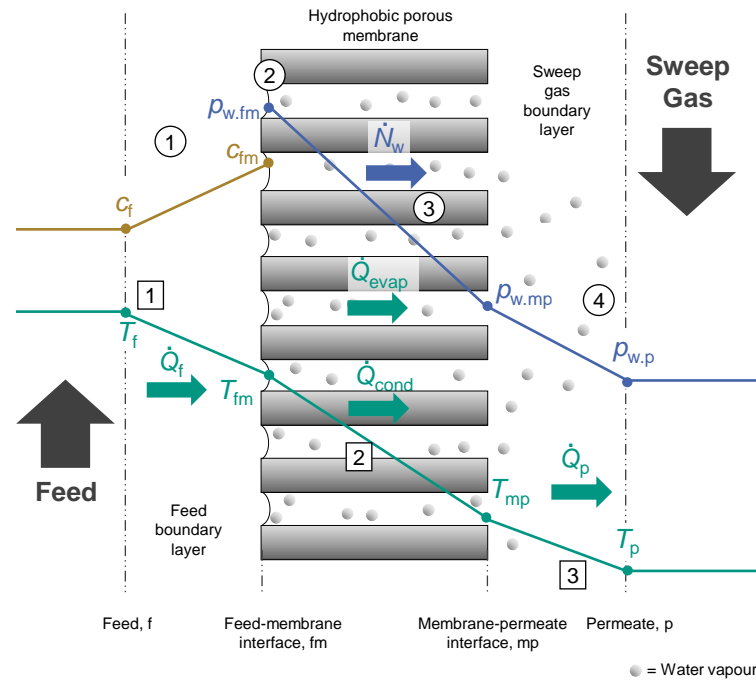 Hydrophobic porous
membrane
Sweep
gas
boundary
layer
Sweep
Gas
1
2
p_w.fm
c_fm
Ṅ_w
3
c_f
1
T_f
Q̇_f
T_fm
Q̇_evap
Q̇_cond
p_w.mp
4
p_w.p
2
Q̇_p
T_mp
T_p
3
Feed
Feed
boundary
layer
Feed, f
Feed-membrane
interface, fm
Membrane-permeate
interface, mp
Permeate, p
= Water vapour